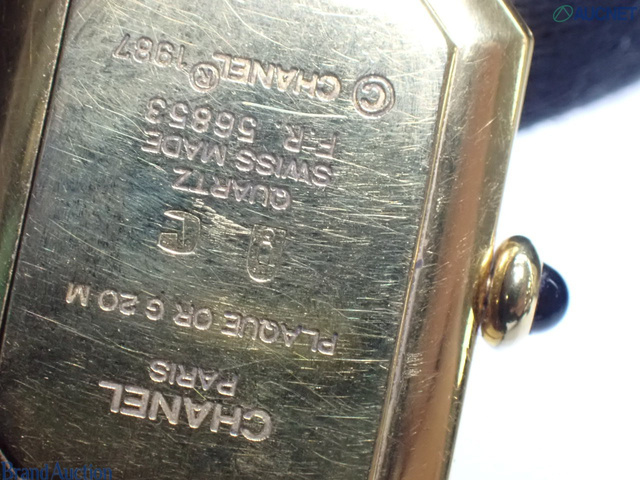 CHANEL
PARIS
PLAQUE OR G 20 M
QUARTZ
SWISS MADE
F·R. 56853
© CHANEL ® 1987
Brand Auction